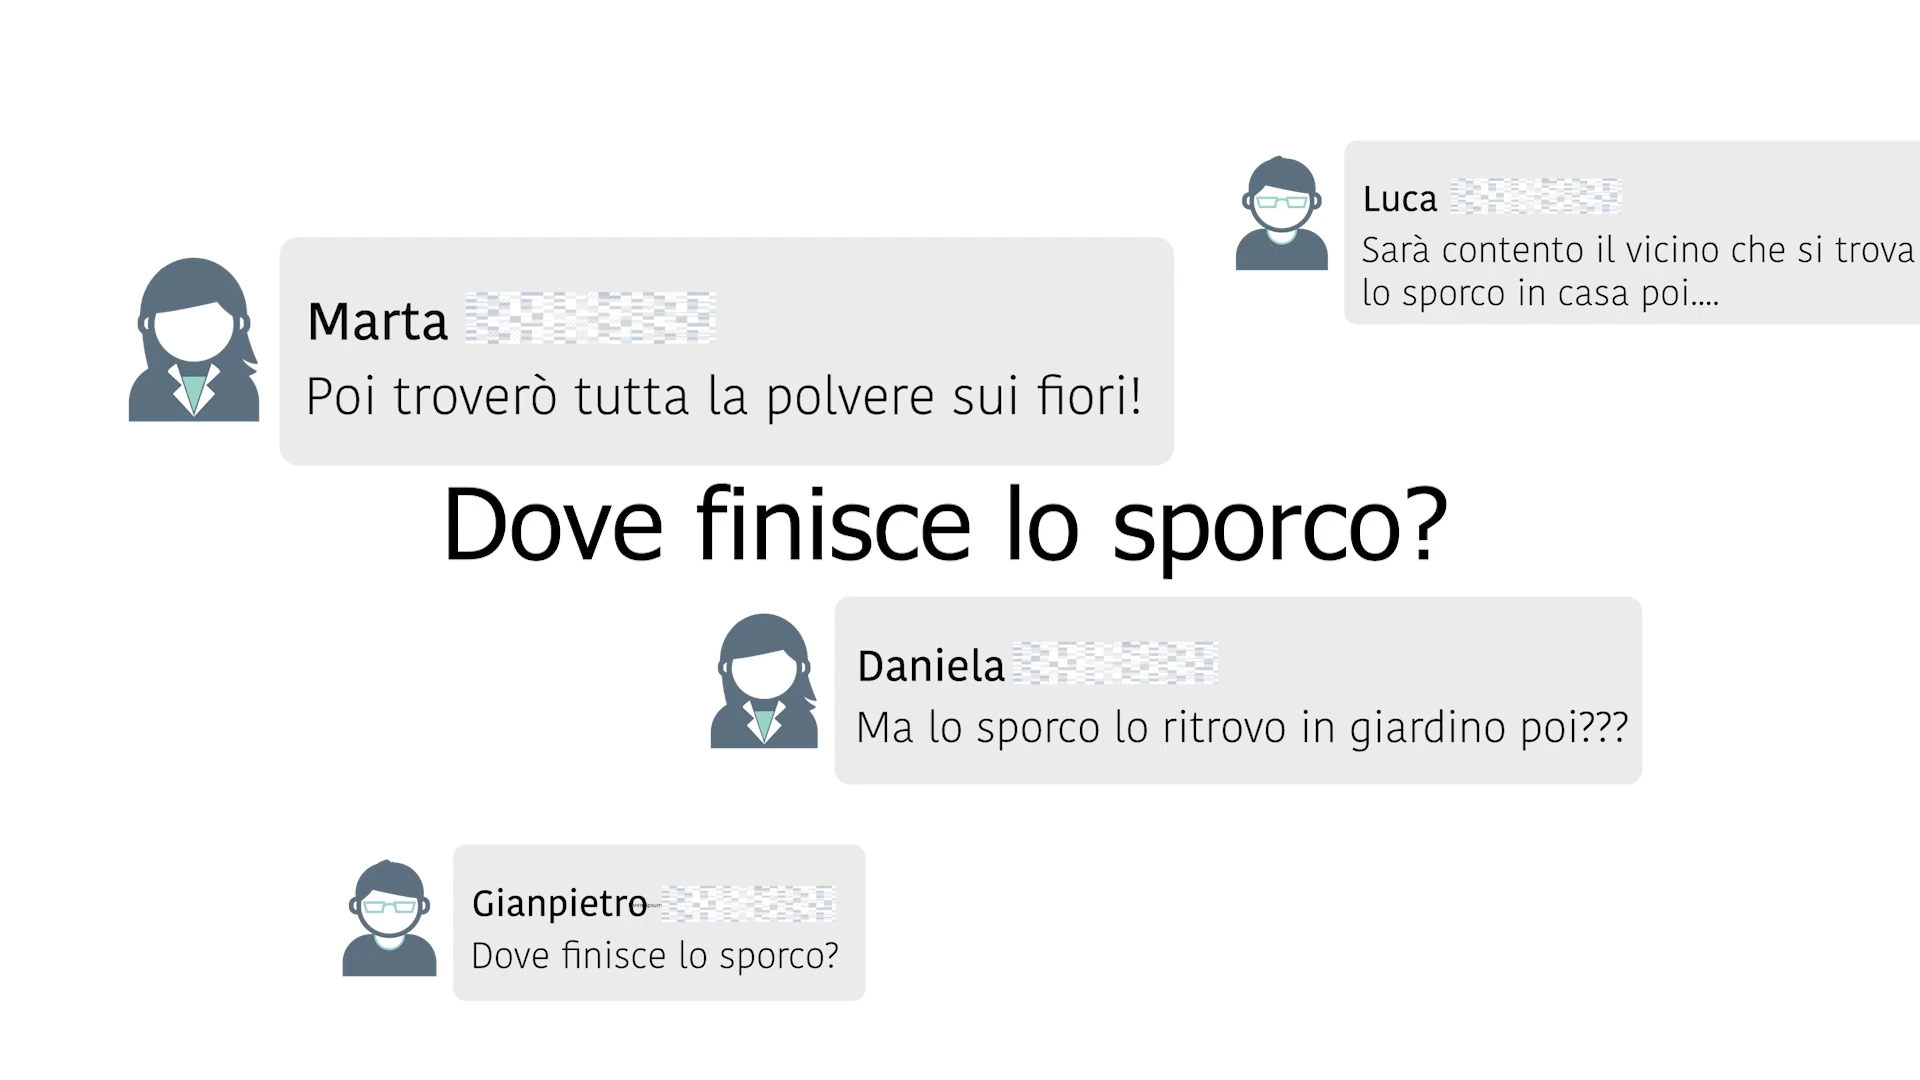 Luca
Sarà contento il vicino che si trova
lo sporco in casa poi....
Marta
Poi troverò tutta la polvere sui fiori!
Dove finisce lo sporco?
Daniela
Ma lo sporco lo ritrovo in giardino poi???
Gianpietro
Dove finisce lo sporco?